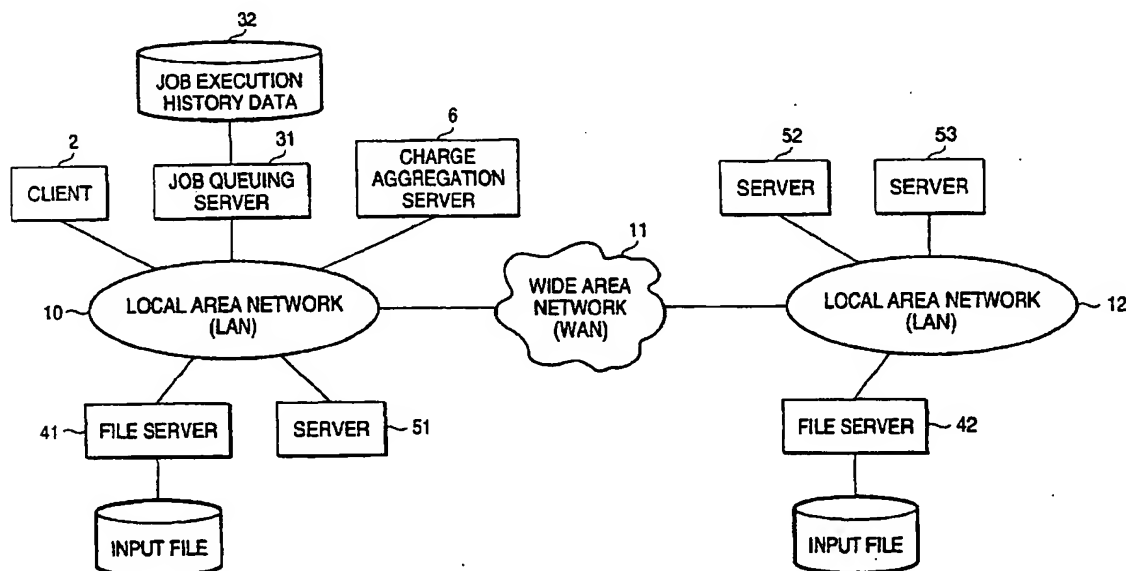 32
JOB EXECUTION
HISTORY DATA
2
CLIENT
31
JOB QUEUING
SERVER
6
CHARGE
AGGREGATION
SERVER
52
SERVER
53
SERVER
10
LOCAL AREA NETWORK
(LAN)
11
WIDE AREA
NETWORK
(WAN)
LOCAL AREA NETWORK
(LAN)
12
41
FILE SERVER
SERVER
51
FILE SERVER
42
INPUT FILE
INPUT FILE